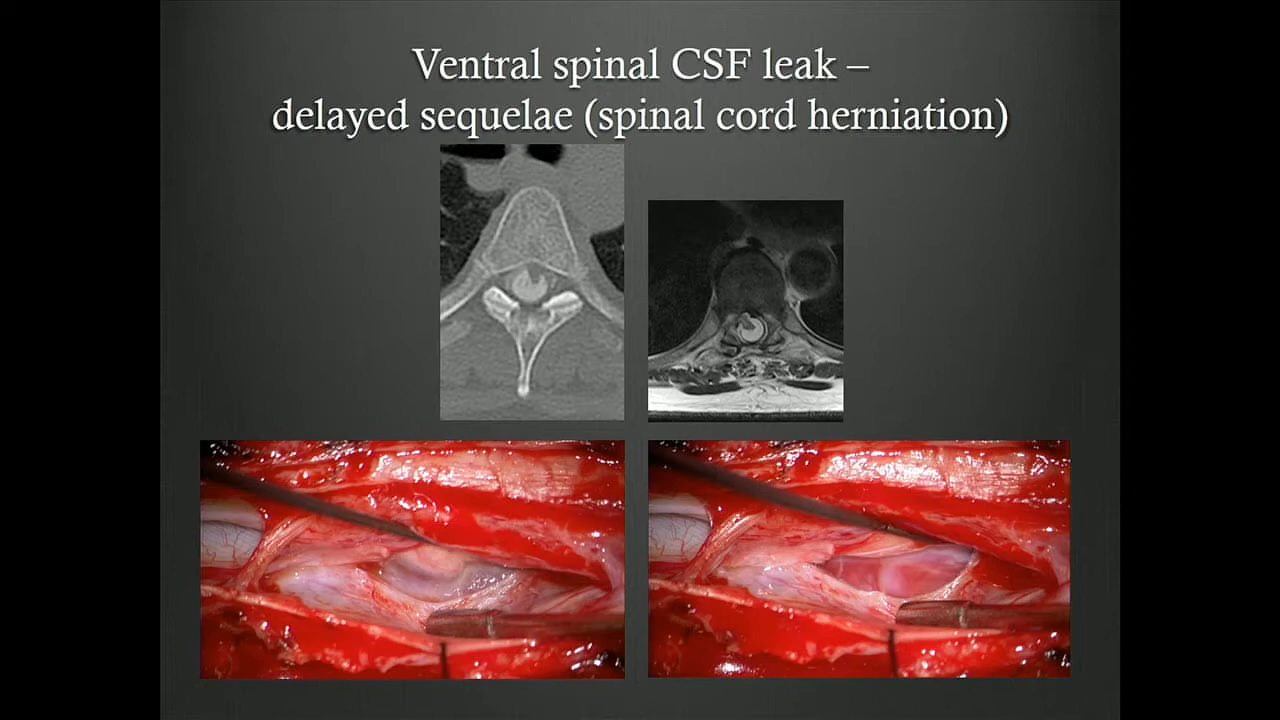 Ventral spinal CSF leak –
delayed sequelae (spinal cord herniation)